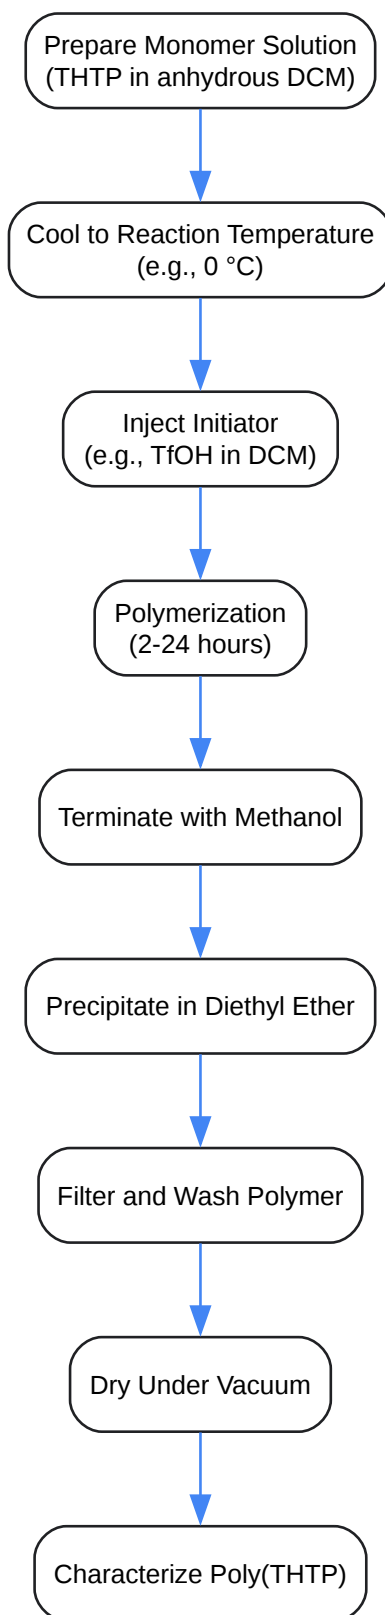 Prepare Monomer Solution
(THTP in anhydrous DCM)
Cool to Reaction Temperature
(e.g., 0 °C)
Inject Initiator
(e.g., TfOH in DCM)
Polymerization
(2-24 hours)
Terminate with Methanol
Precipitate in Diethyl Ether
Filter and Wash Polymer
Dry Under Vacuum
Characterize Poly(THTP)